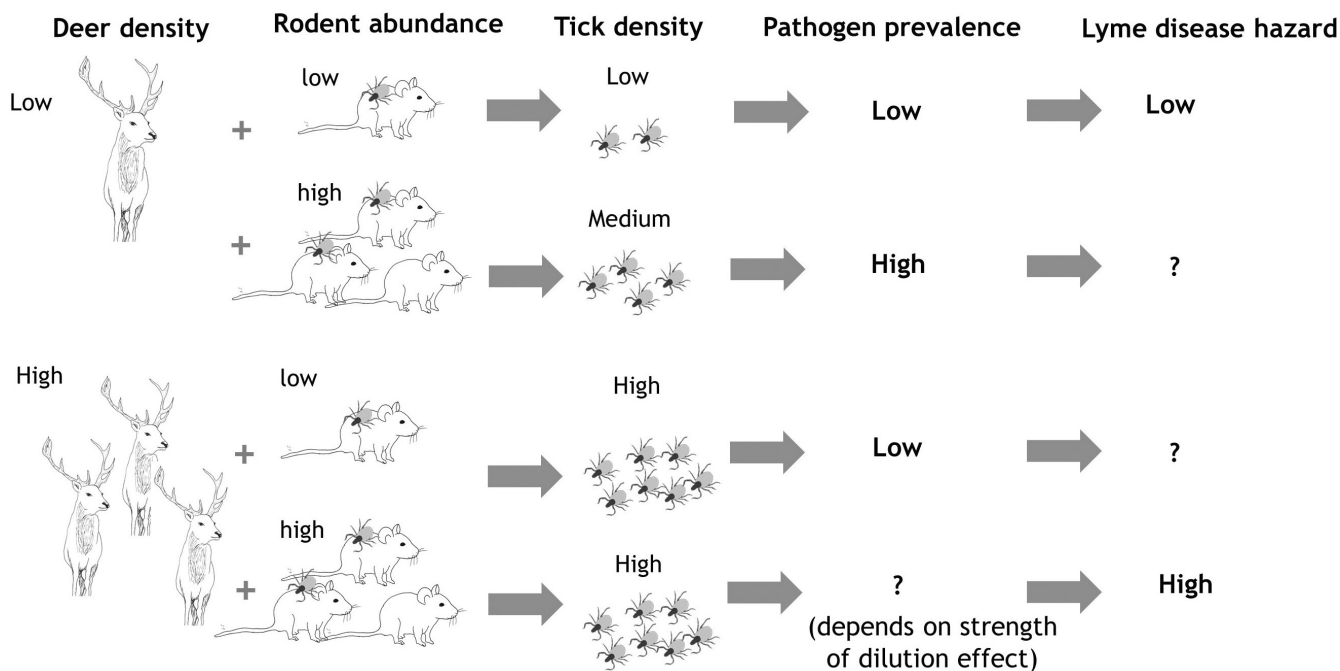 Deer density
Rodent abundance
Tick density
Pathogen prevalence
Lyme disease hazard
Low
+
low
Low
Low
Low
+
high
Medium
High
?
High
+
low
High
Low
?
+
high
High
?
(depends on strength
of dilution effect)
High